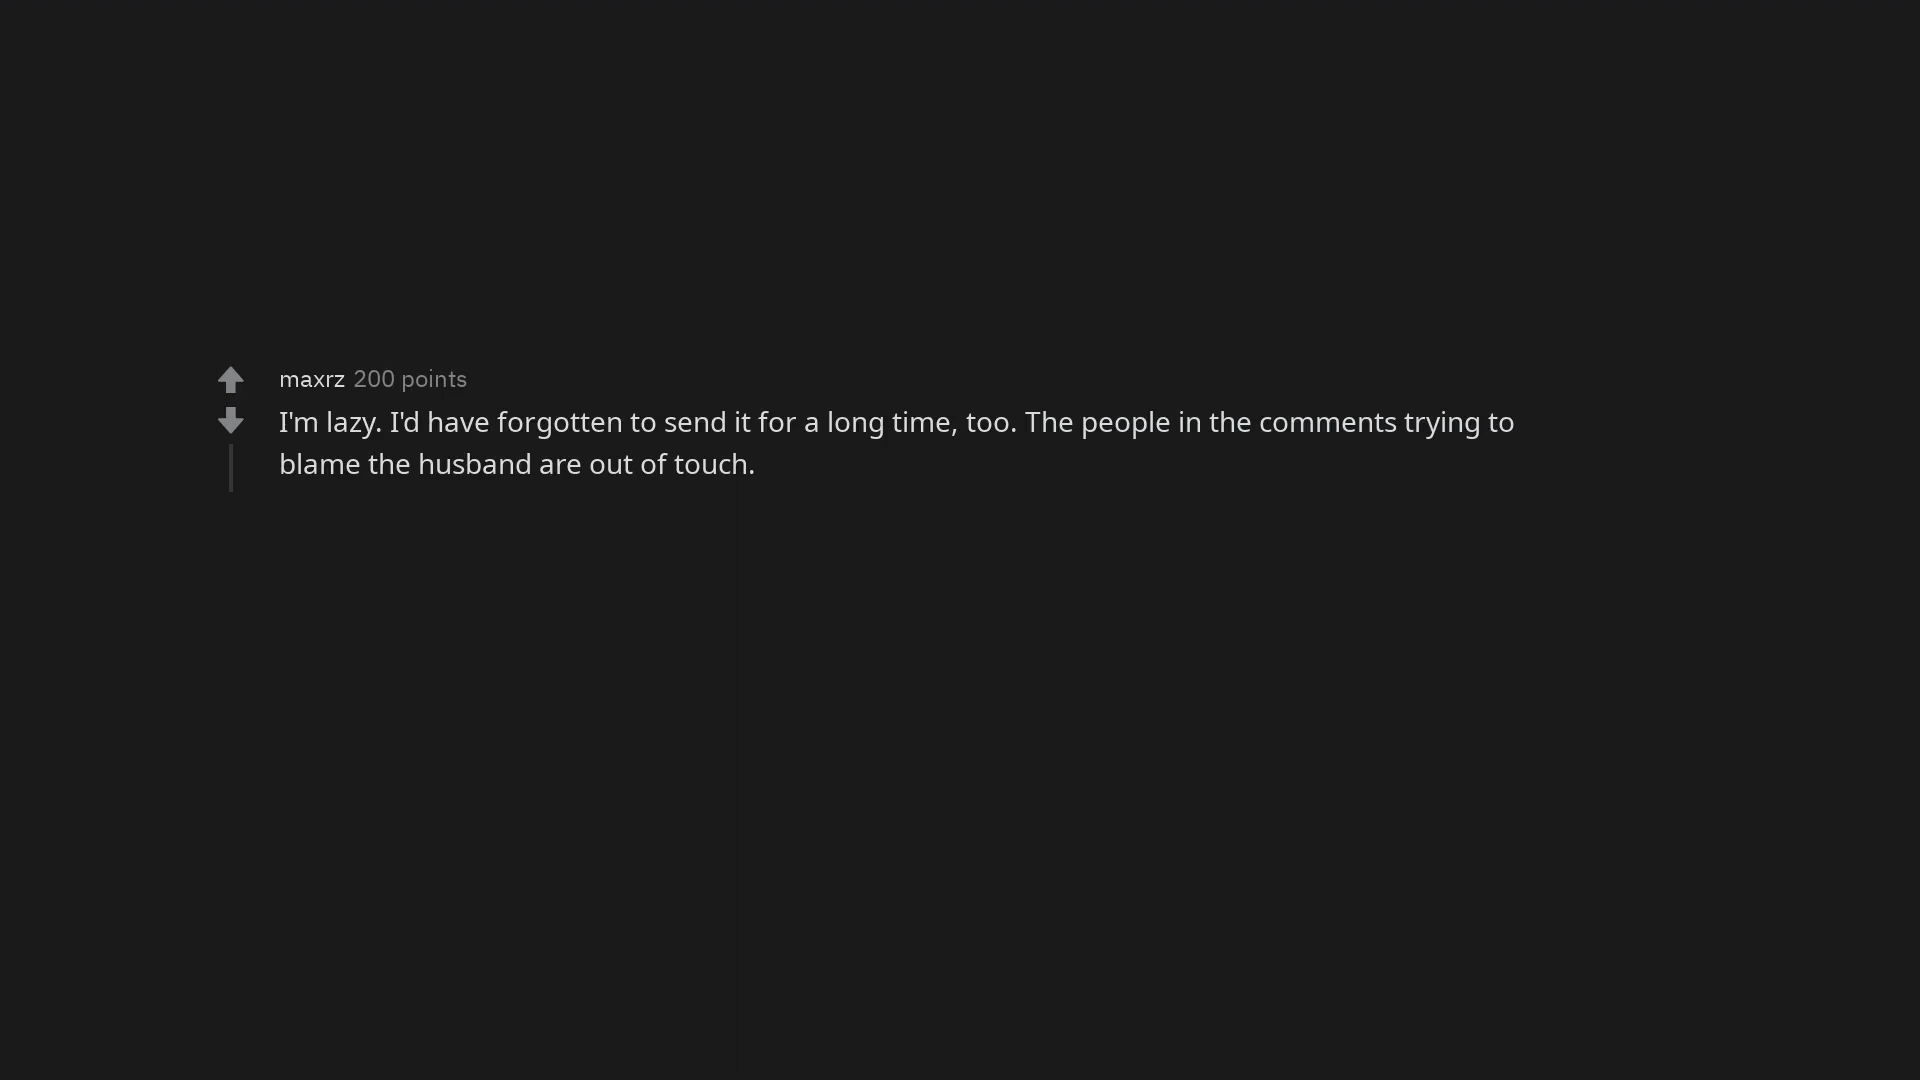 maxrz 200 points
I'm lazy. I'd have forgotten to send it for a long time, too. The people in the comments trying to
blame the husband are out of touch.